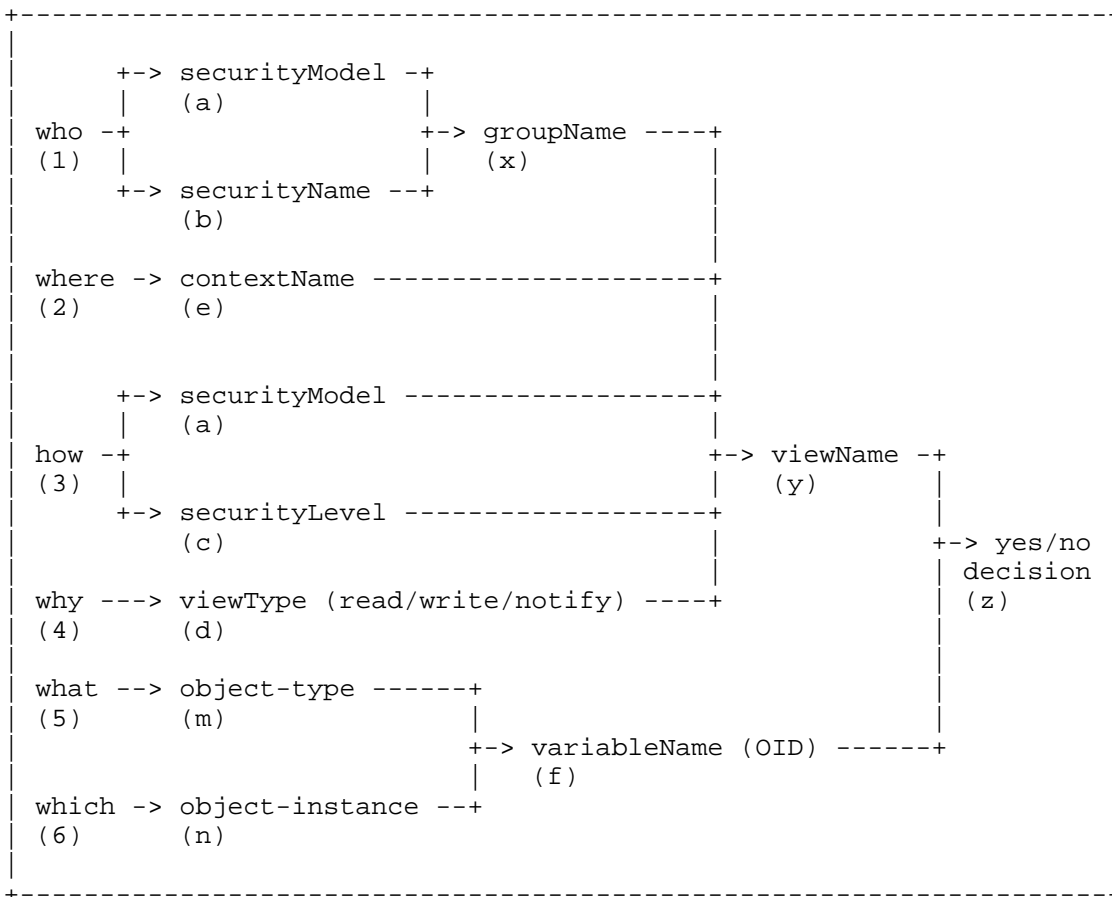 +-> securityModel -+
| (a) |
who -+ +-> groupName ----+
(1) | | (x) |
+-> securityName --+ |
(b) |
|
where -> contextName ---------------------+
(2) (e) |
|
|
+-> securityModel -------------------+
| (a) |
how -+ +-> viewName -+
(3) | | (y) |
+-> securityLevel -------------------+ |
(c) | +-> yes/no
| | decision
why ---> viewType (read/write/notify) ----+ | (z)
(4) (d) |
|
what --> object-type ------+ |
(5) (m) | |
+-> variableName (OID) ------+
| (f)
which -> object-instance --+
(6) (n)